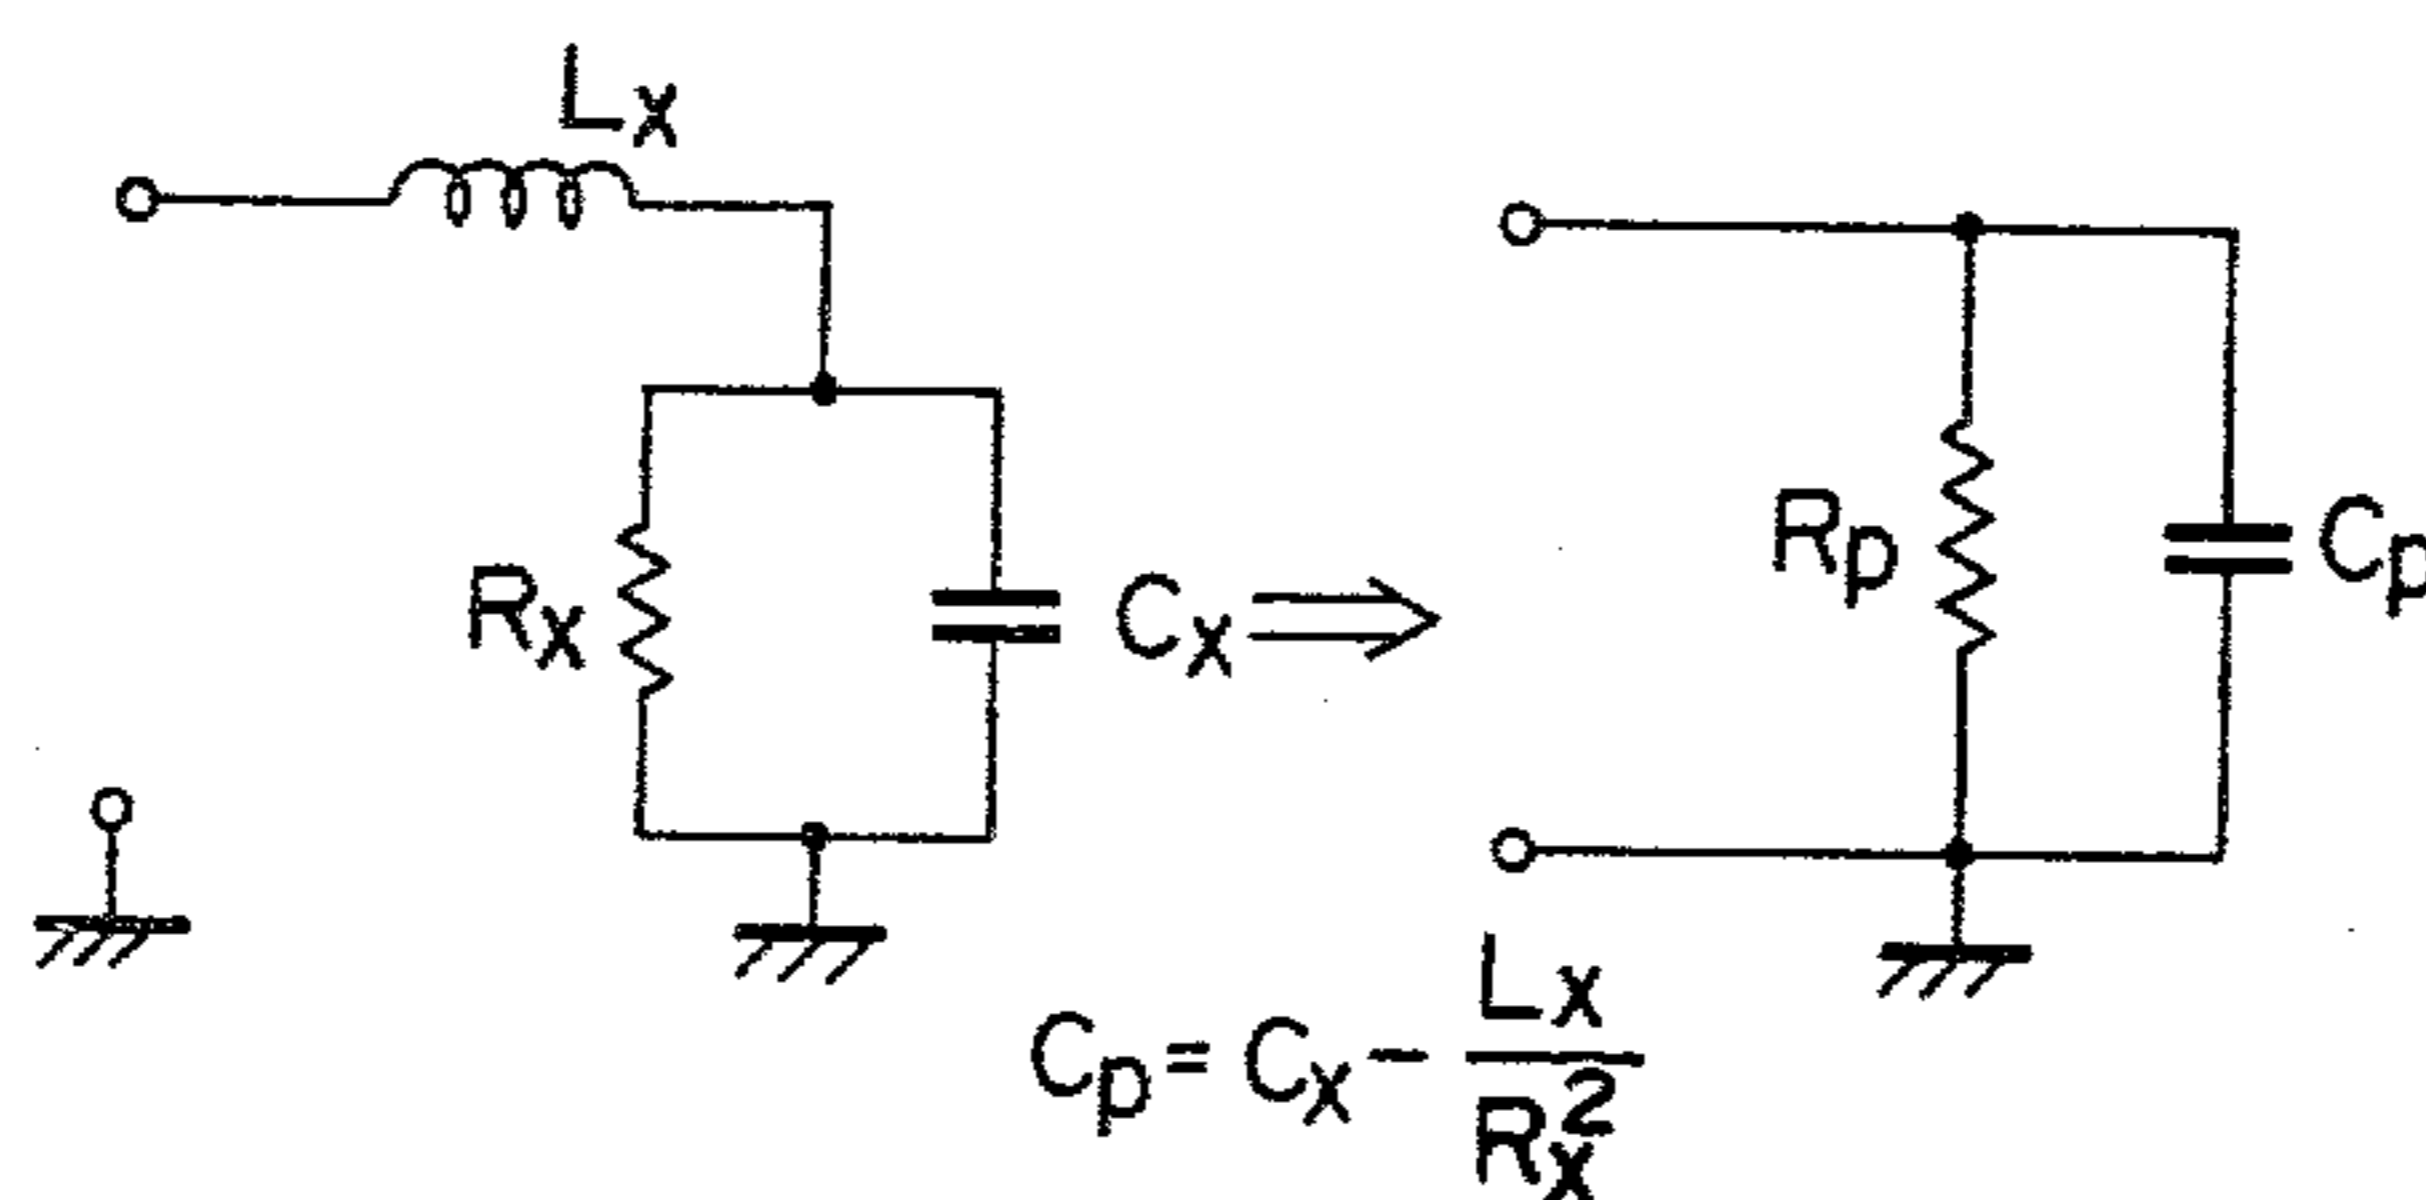 Lx
Rx
Cx
Rp
Cp
Cp = Cx - Lx / Rx²